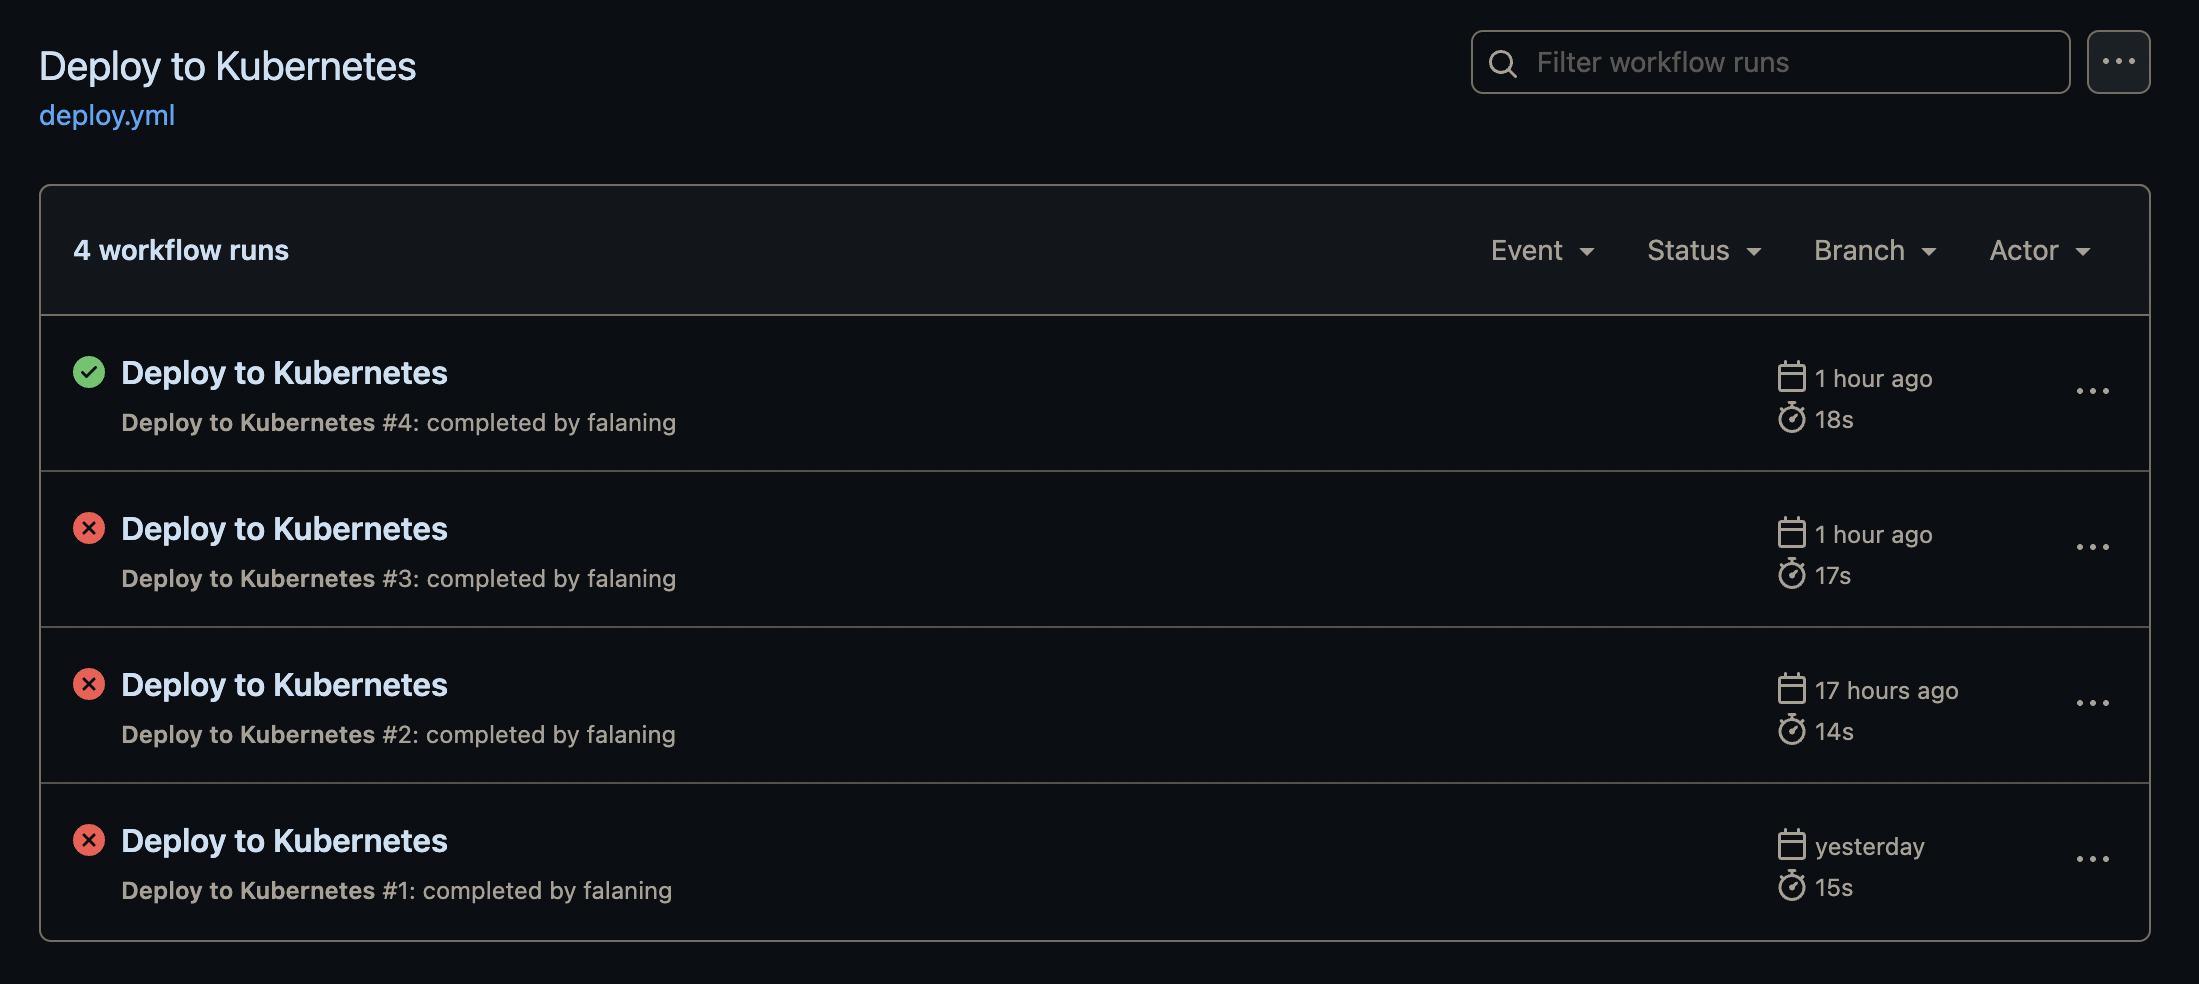 Deploy to Kubernetes
Filter workflow runs
deploy.yml
4 workflow runs
Event
Status
Branch
Actor
Deploy to Kubernetes
Deploy to Kubernetes #4: completed by falaning
1 hour ago
18s
Deploy to Kubernetes
Deploy to Kubernetes #3: completed by falaning
1 hour ago
17s
Deploy to Kubernetes
Deploy to Kubernetes #2: completed by falaning
17 hours ago
14s
Deploy to Kubernetes
Deploy to Kubernetes #1: completed by falaning
yesterday
15s